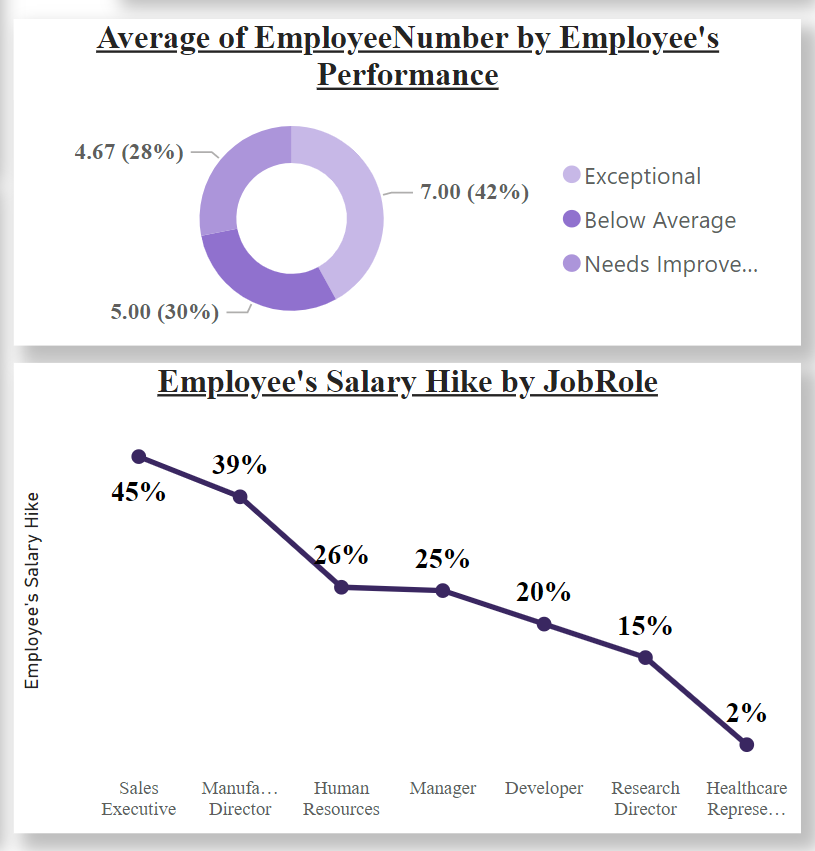 Average of EmployeeNumber by Employee's
Performance
4.67 (28%)
7.00 (42%)
5.00 (30%)
Exceptional
Below Average
Needs Improve...
Employee's Salary Hike by JobRole
Employee's Salary Hike
45%
39%
26%
25%
20%
15%
2%
Sales
Executive
Manufa...
Director
Human
Resources
Manager
Developer
Research
Director
Healthcare
Represe...